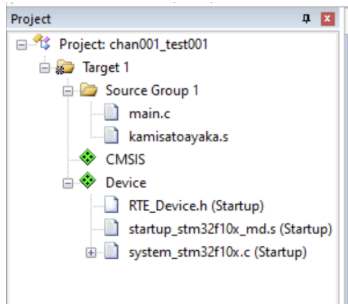 Project
Project: chan001_test001
Target 1
Source Group 1
main.c
kamisatoayaka.s
CMSIS
Device
RTE_Device.h (Startup)
startup_stm32f10x_md.s (Startup)
system_stm32f10x.c (Startup)